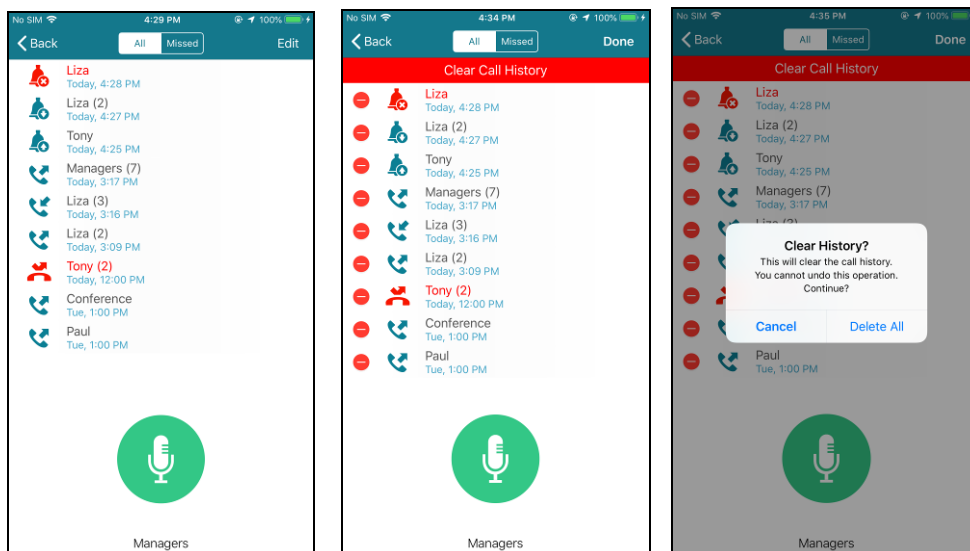 No SIM 4:29 PM 100%
Back All Missed Edit
Liza
Today, 4:28 PM
Liza (2)
Today, 4:27 PM
Tony
Today, 4:25 PM
Managers (7)
Today, 3:17 PM
Liza (3)
Today, 3:16 PM
Liza (2)
Today, 3:09 PM
Tony (2)
Today, 12:00 PM
Conference
Tue, 1:00 PM
Paul
Tue, 1:00 PM
Managers
No SIM 4:34 PM 100%
Back All Missed Done
Clear Call History
Liza
Today, 4:28 PM
Liza (2)
Today, 4:27 PM
Tony
Today, 4:25 PM
Managers (7)
Today, 3:17 PM
Liza (3)
Today, 3:16 PM
Liza (2)
Today, 3:09 PM
Tony (2)
Today, 12:00 PM
Conference
Tue, 1:00 PM
Paul
Tue, 1:00 PM
Managers
No SIM 4:35 PM 100%
Back All Missed Done
Clear Call History
Liza
Today, 4:28 PM
Liza (2)
Today, 4:27 PM
Tony
Today, 4:25 PM
Managers (7)
Today, 3:17 PM
Liza (3)
Clear History?
This will clear the call history.
You cannot undo this operation.
Continue?
Cancel Delete All
Paul
Tue, 1:00 PM
Managers